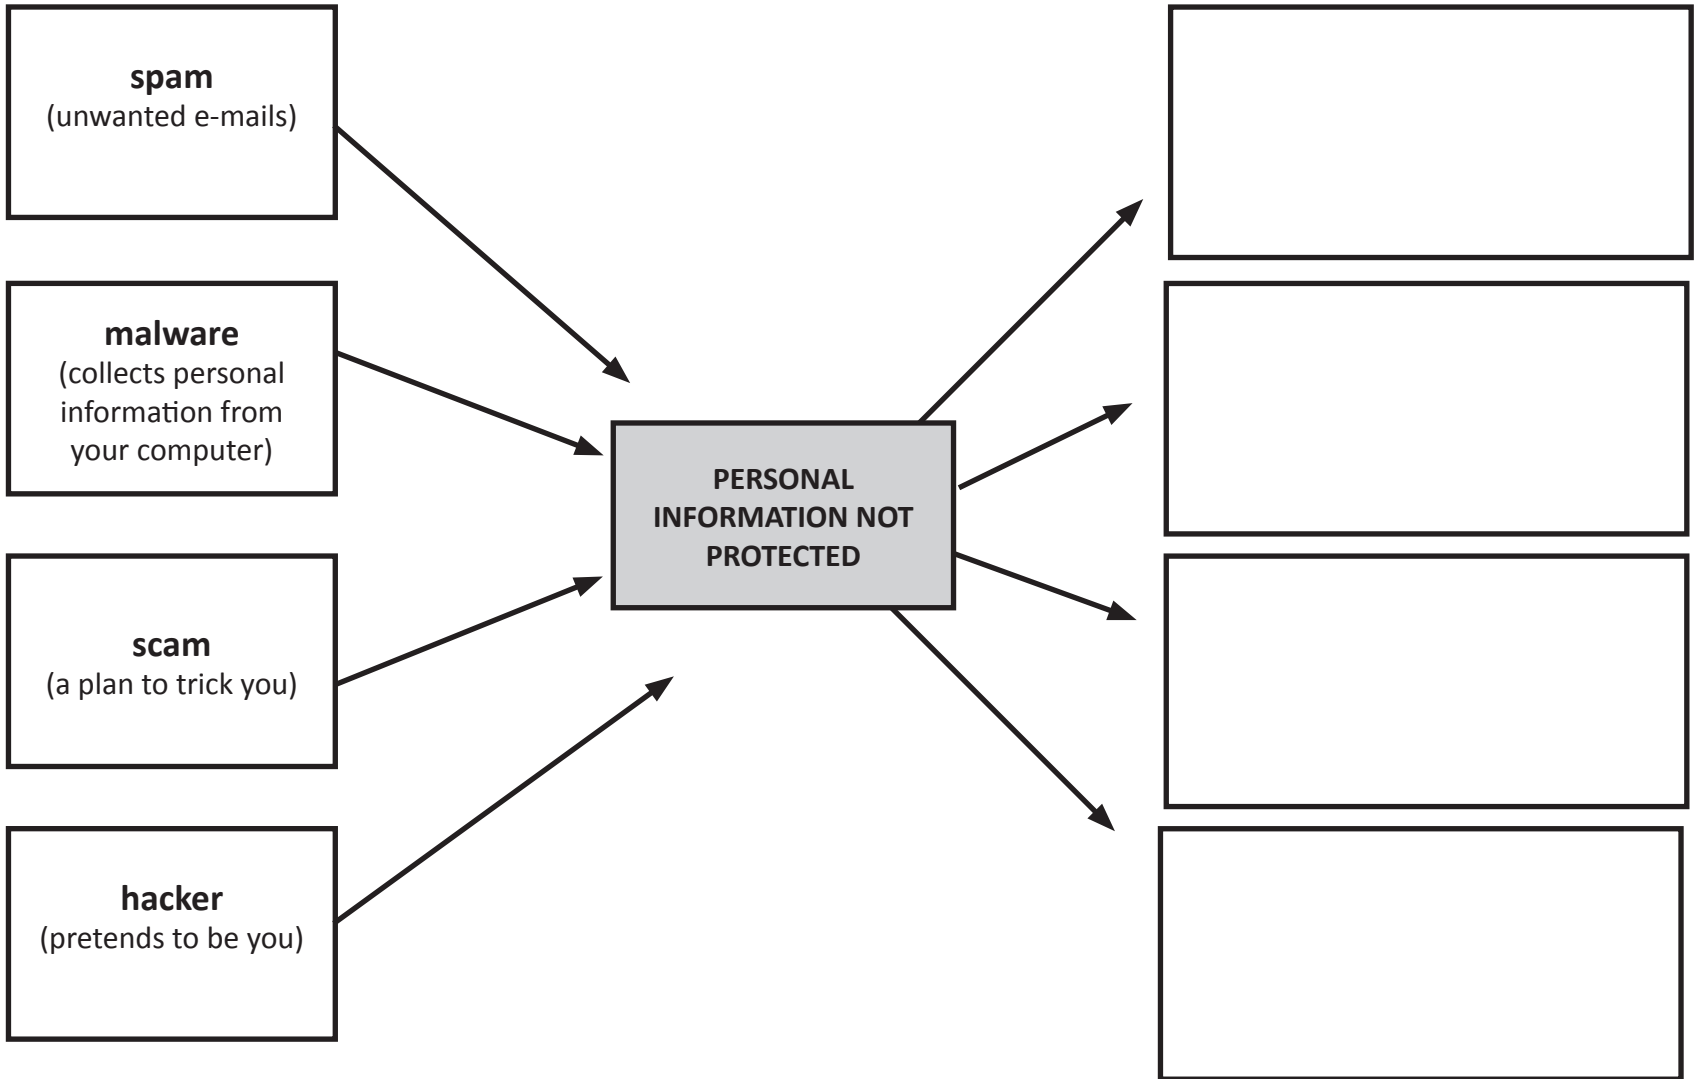 spam
(unwanted e-mails)
malware
(collects personal
information from
your computer)
scam
(a plan to trick you)
hacker
(pretends to be you)
PERSONAL
INFORMATION NOT
PROTECTED